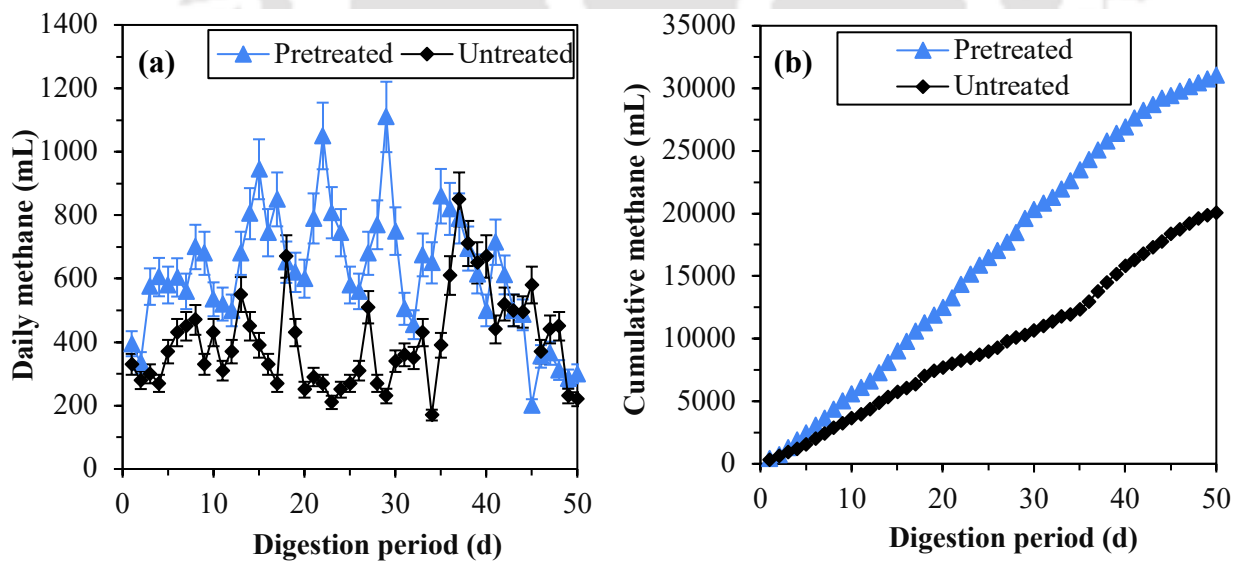 (a)
Pretreated Untreated
Daily methane (mL)
1400
1200
1000
800
600
400
200
0
0 10 20 30 40 50
Digestion period (d)
(b)
Pretreated
Untreated
Cumulative methane (mL)
35000
30000
25000
20000
15000
10000
5000
0
0 10 20 30 40 50
Digestion period (d)